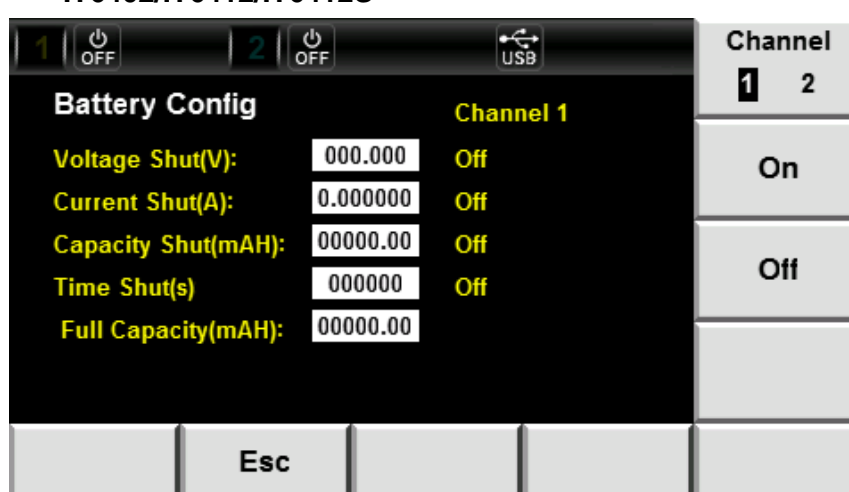 1 OFF 2 OFF USB
Channel
1 2
Battery Config
Channel 1
Voltage Shut(V): 000.000 Off
On
Current Shut(A): 0.000000 Off
Capacity Shut(mAH): 00000.00 Off
Off
Time Shut(s) 000000 Off
Full Capacity(mAH): 00000.00
Esc